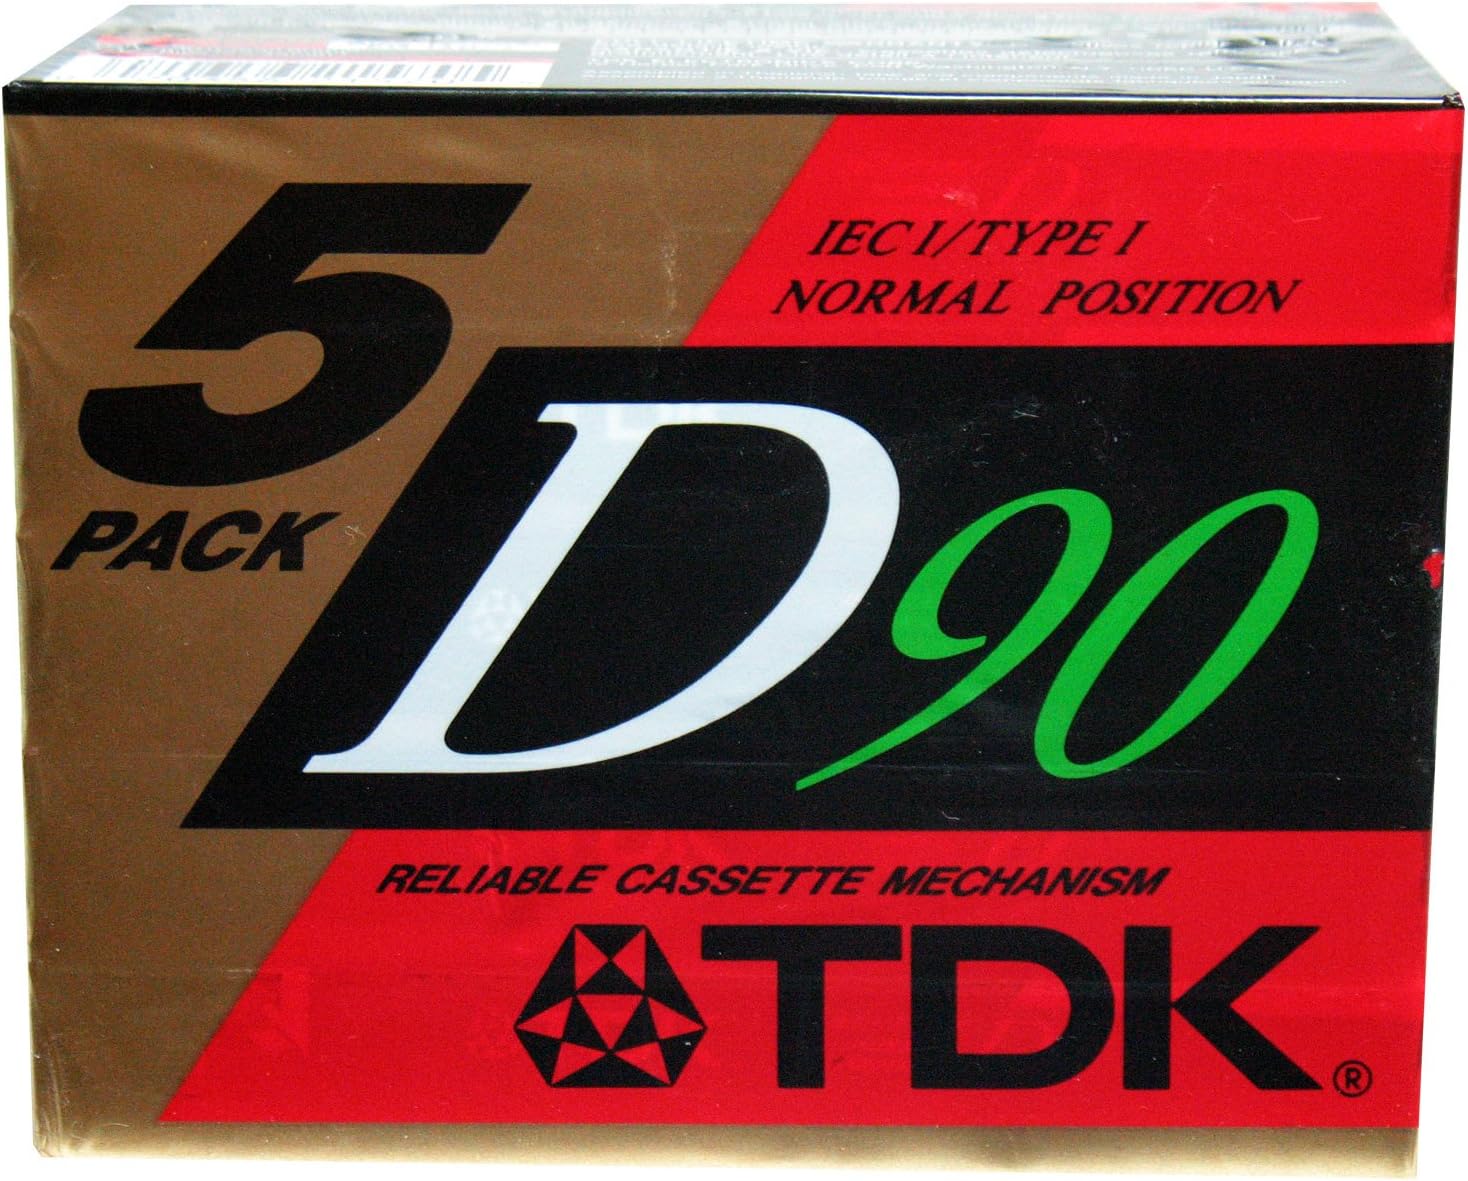 5
PACK
IEC I/TYPE I
NORMAL POSITION
D90
RELIABLE CASSETTE MECHANISM
TDK®